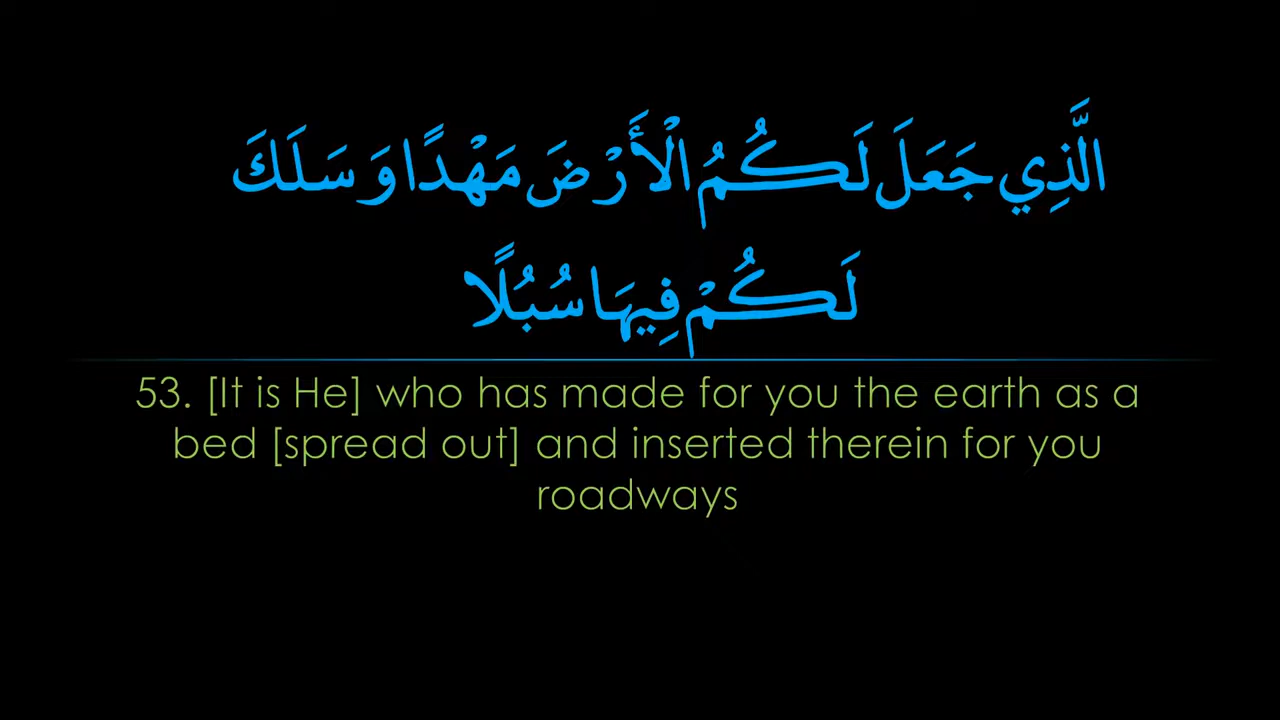 الَّذِي جَعَلَ لَكُمُ الْأَرْضَ مَهْدًا وَ سَلَكَ
لَكُمْ فِيهَا سُبُلًا
53. [It is He] who has made for you the earth as a
bed [spread out] and inserted therein for you
roadways